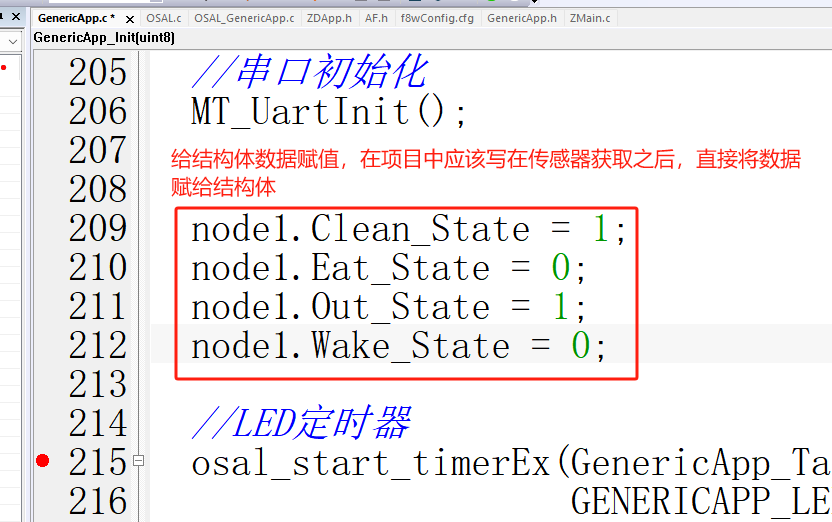 GenericApp.c * × OSAL.c OSAL_GenericApp.c ZDApp.h AF.h f8wConfig.cfg GenericApp.h ZMain.c
GenericApp_Init(uint8)
205 //串口初始化
206 MT_UartInit();
207
给结构体数据赋值，在项目中应该写在传感器获取之后，直接将数据
208
赋给结构体
209 node1.Clean_State = 1;
210 node1.Eat_State = 0;
211 node1.Out_State = 1;
212 node1.Wake_State = 0;
213
214 //LED定时器
215 osal_start_timerEx(GenericApp_Ta
216 GENERICAPP_LE